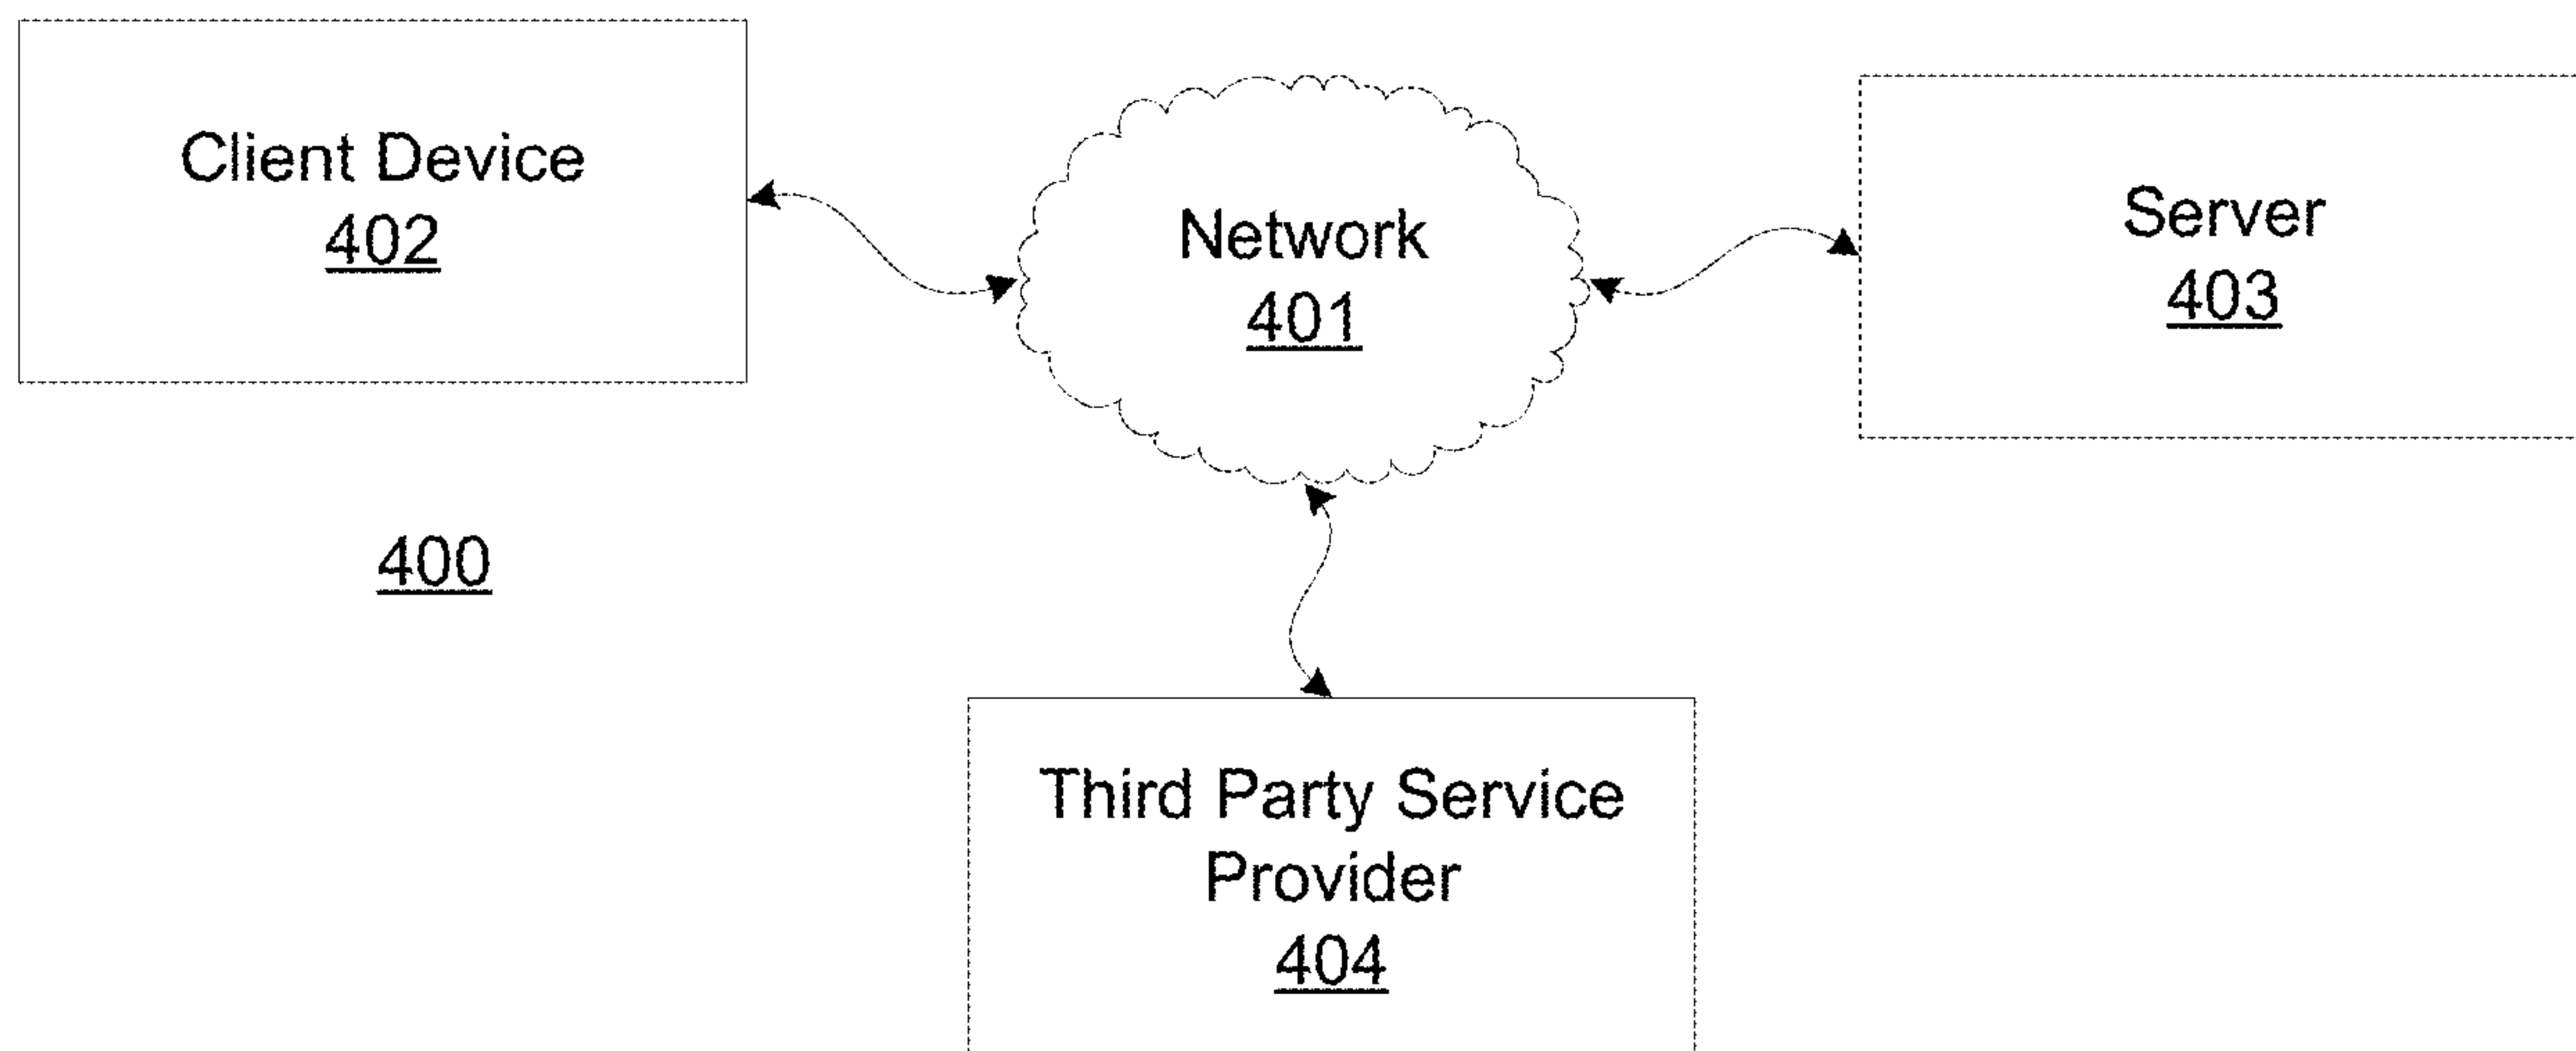 Client Device
402
Network
401
Server
403
400
Third Party Service
Provider
404